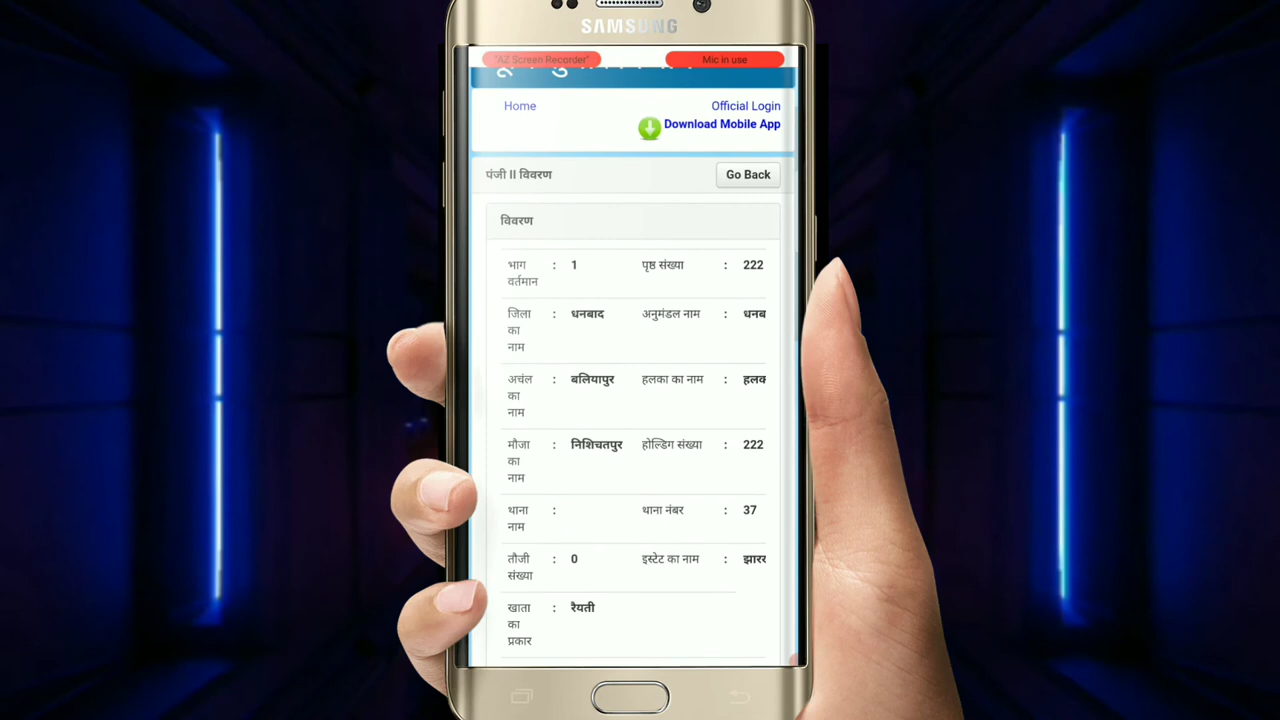 SAMSUNG
"AZ Screen Recorder"
Mic in use
Home
Official Login
Download Mobile App
पंजी II विवरण
Go Back
विवरण
भाग वर्तमान : 1 पृष्ठ संख्या : 222
जिला का नाम : धनबाद अनुमंडल नाम : धनब
अचंल का नाम : बलियापुर हलका का नाम : हलक
मौजा का नाम : निशिचतपुर होल्डिग संख्या : 222
थाना नाम : थाना नंबर : 37
तौजी संख्या : 0 इस्टेट का नाम : झारर
खाता का प्रकार : रैयती